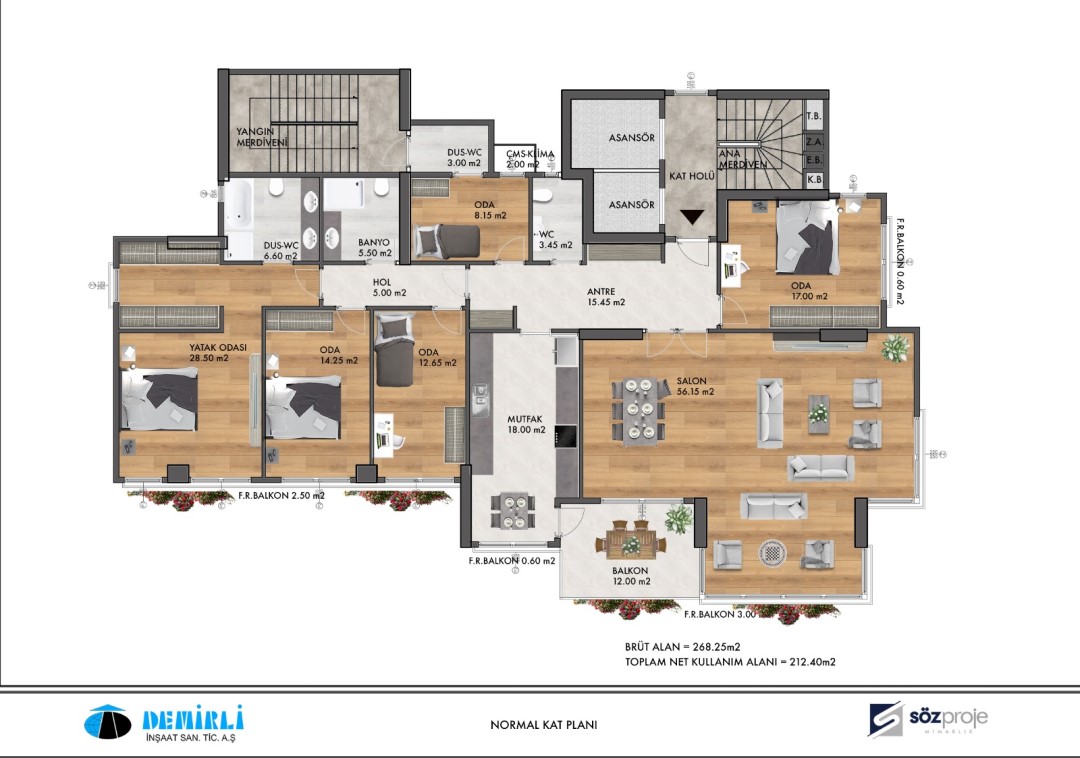 YANGIN
MERDİVENİ
DUS-WC
3.00 m2
ÇMS-KLİMA
2.00 m2
ASANSÖR
ASANSÖR
KAT HOLÜ
ANA
MERDİVEN
T.B.
Z.A.
E.B.
K.B.
DUS-WC
6.60 m2
BANYO
5.50 m2
ODA
8.15 m2
WC
3.45 m2
ODA
17.00 m2
F.R.BALKON 0.60 m2
HOL
5.00 m2
ANTRE
15.45 m2
YATAK ODASI
28.50 m2
ODA
14.25 m2
ODA
12.65 m2
MUTFAK
18.00 m2
SALON
56.15 m2
F.R.BALKON 2.50 m2
F.R.BALKON 0.60 m2
BALKON
12.00 m2
F.R.BALKON 3.00
BRÜT ALAN = 268.25m2
TOPLAM NET KULLANIM ALANI = 212.40m2
DEMİRLİ
İNŞAAT SAN. TİC. A.Ş
NORMAL KAT PLANI
sözproje
MİMARLIK